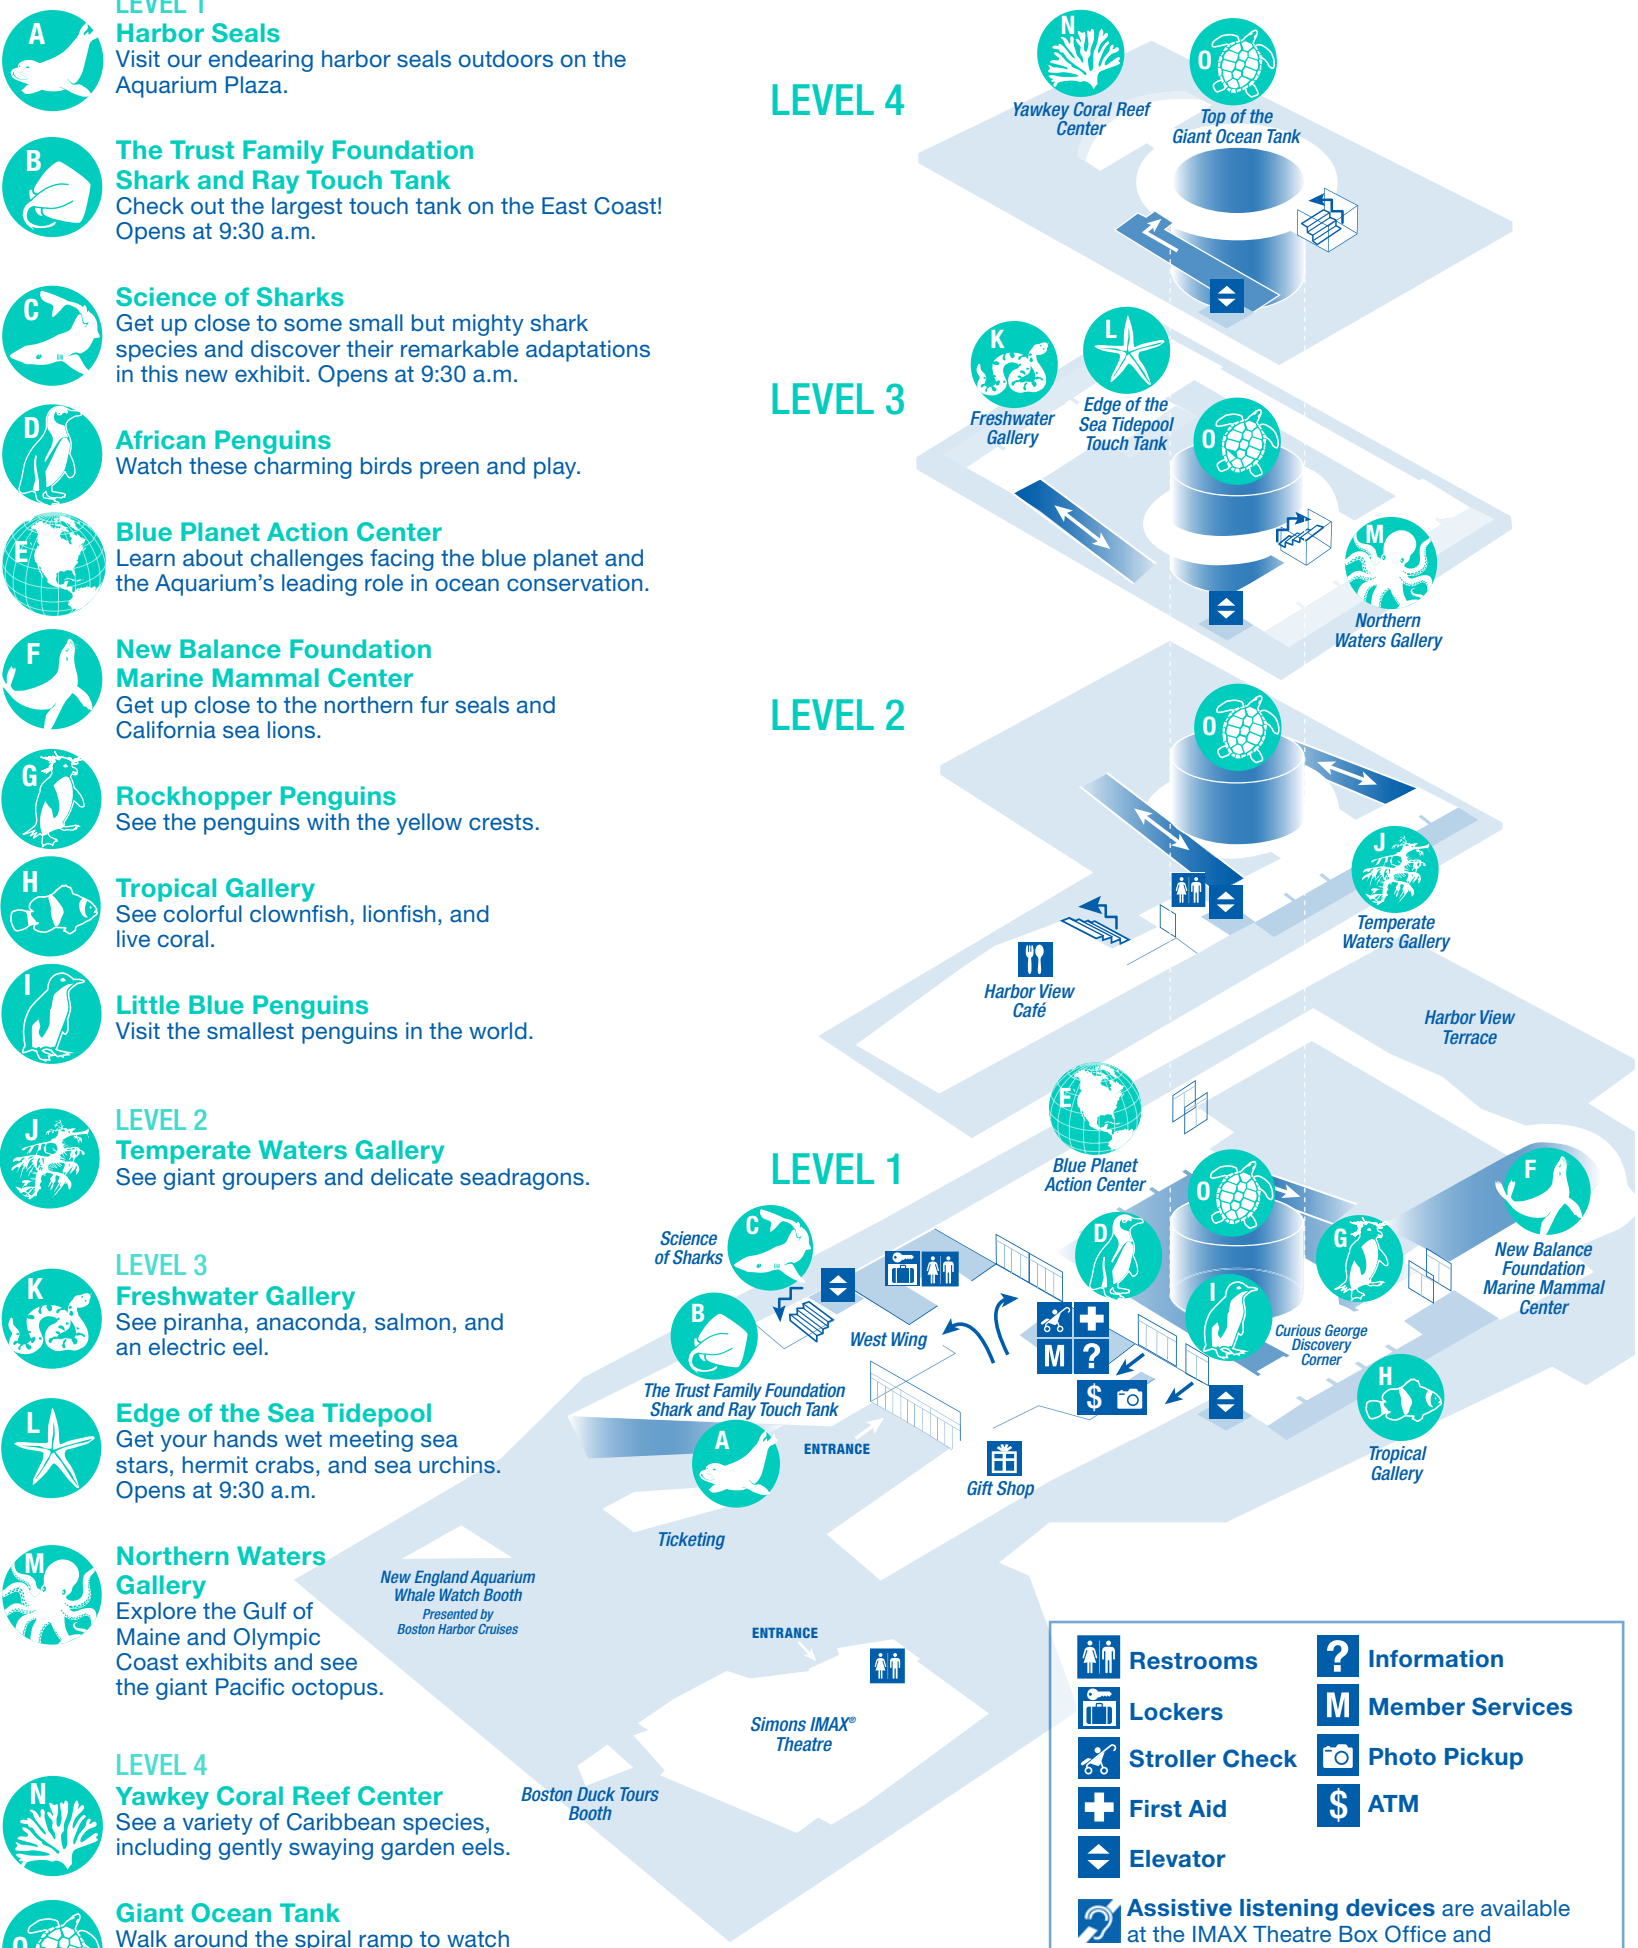 LEVEL 1
A
Harbor Seals
Visit our endearing harbor seals outdoors on the
Aquarium Plaza.
B
The Trust Family Foundation
Shark and Ray Touch Tank
Check out the largest touch tank on the East Coast!
Opens at 9:30 a.m.
C
Science of Sharks
Get up close to some small but mighty shark
species and discover their remarkable adaptations
in this new exhibit. Opens at 9:30 a.m.
D
African Penguins
Watch these charming birds preen and play.
E
Blue Planet Action Center
Learn about challenges facing the blue planet and
the Aquarium's leading role in ocean conservation.
F
New Balance Foundation
Marine Mammal Center
Get up close to the northern fur seals and
California sea lions.
G
Rockhopper Penguins
See the penguins with the yellow crests.
H
Tropical Gallery
See colorful clownfish, lionfish, and
live coral.
I
Little Blue Penguins
Visit the smallest penguins in the world.
LEVEL 2
J
Temperate Waters Gallery
See giant groupers and delicate seadragons.
LEVEL 3
K
Freshwater Gallery
See piranha, anaconda, salmon, and
an electric eel.
L
Edge of the Sea Tidepool
Get your hands wet meeting sea
stars, hermit crabs, and sea urchins.
Opens at 9:30 a.m.
M
Northern Waters
Gallery
Explore the Gulf of
Maine and Olympic
Coast exhibits and see
the giant Pacific octopus.
LEVEL 4
N
Yawkey Coral Reef Center
See a variety of Caribbean species,
including gently swaying garden eels.
O
Giant Ocean Tank
Walk around the spiral ramp to watch
LEVEL 4
N
Yawkey Coral Reef
Center
O
Top of the
Giant Ocean Tank
LEVEL 3
K
Freshwater
Gallery
L
Edge of the
Sea Tidepool
Touch Tank
O
M
Northern
Waters Gallery
LEVEL 2
O
J
Temperate
Waters Gallery
Harbor View
Café
Harbor View
Terrace
LEVEL 1
E
Blue Planet
Action Center
O
D
G
I
F
New Balance
Foundation
Marine Mammal
Center
Curious George
Discovery
Corner
H
Tropical
Gallery
C
Science
of Sharks
B
The Trust Family Foundation
Shark and Ray Touch Tank
West Wing
M ?
$
A
ENTRANCE
Gift Shop
Ticketing
New England Aquarium
Whale Watch Booth
Presented by
Boston Harbor Cruises
ENTRANCE
Simons IMAX®
Theatre
Boston Duck Tours
Booth
Restrooms
Lockers
Stroller Check
First Aid
Elevator
? Information
M Member Services
Photo Pickup
$ ATM
Assistive listening devices are available
at the IMAX Theatre Box Office and